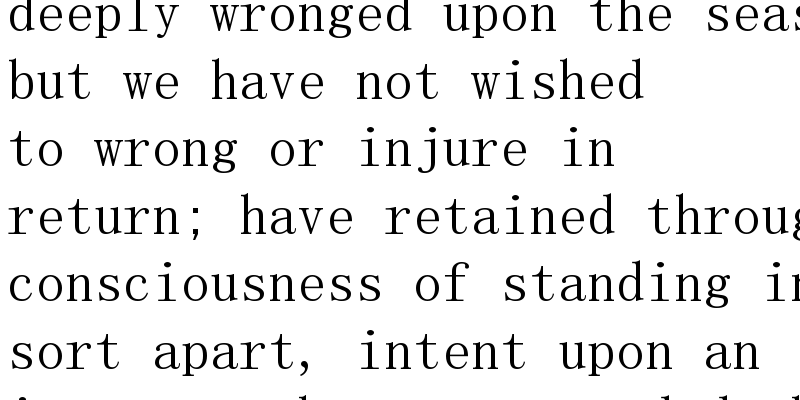 deeply wronged upon the seas
but we have not wished
to wrong or injure in
return; have retained
consciousness of standing
sort apart, intent upon an